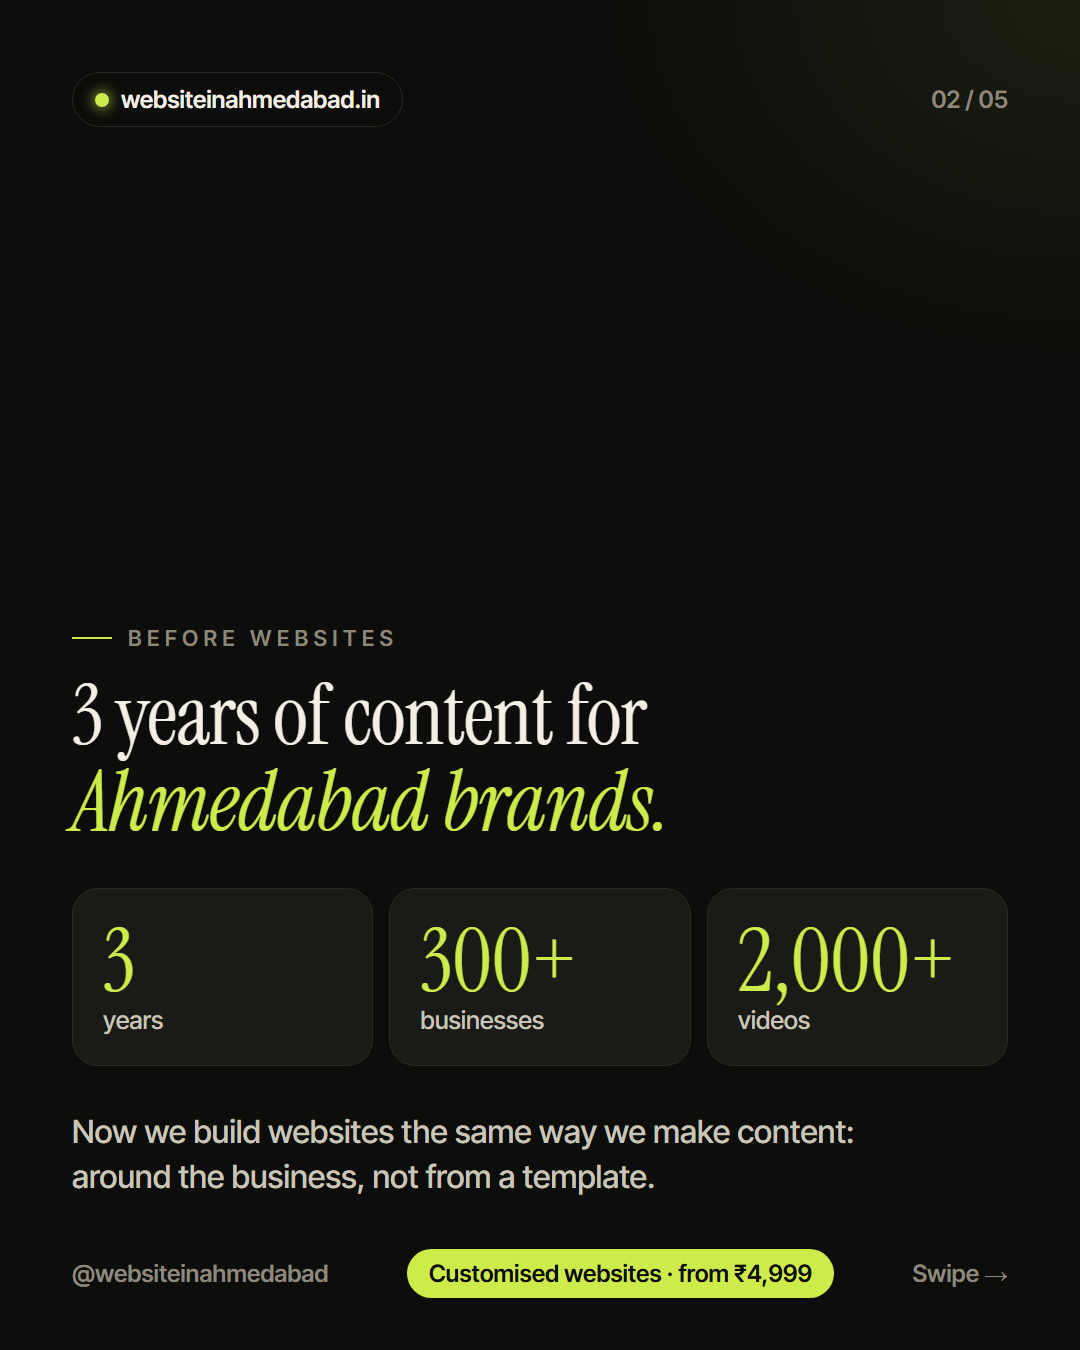 websiteinahmedabad.in
02 / 05
BEFORE WEBSITES
3 years of content for
Ahmedabad brands.
3
years
300+
businesses
2,000+
videos
Now we build websites the same way we make content:
around the business, not from a template.
@websiteinahmedabad
Customised websites · from ₹4,999
Swipe →